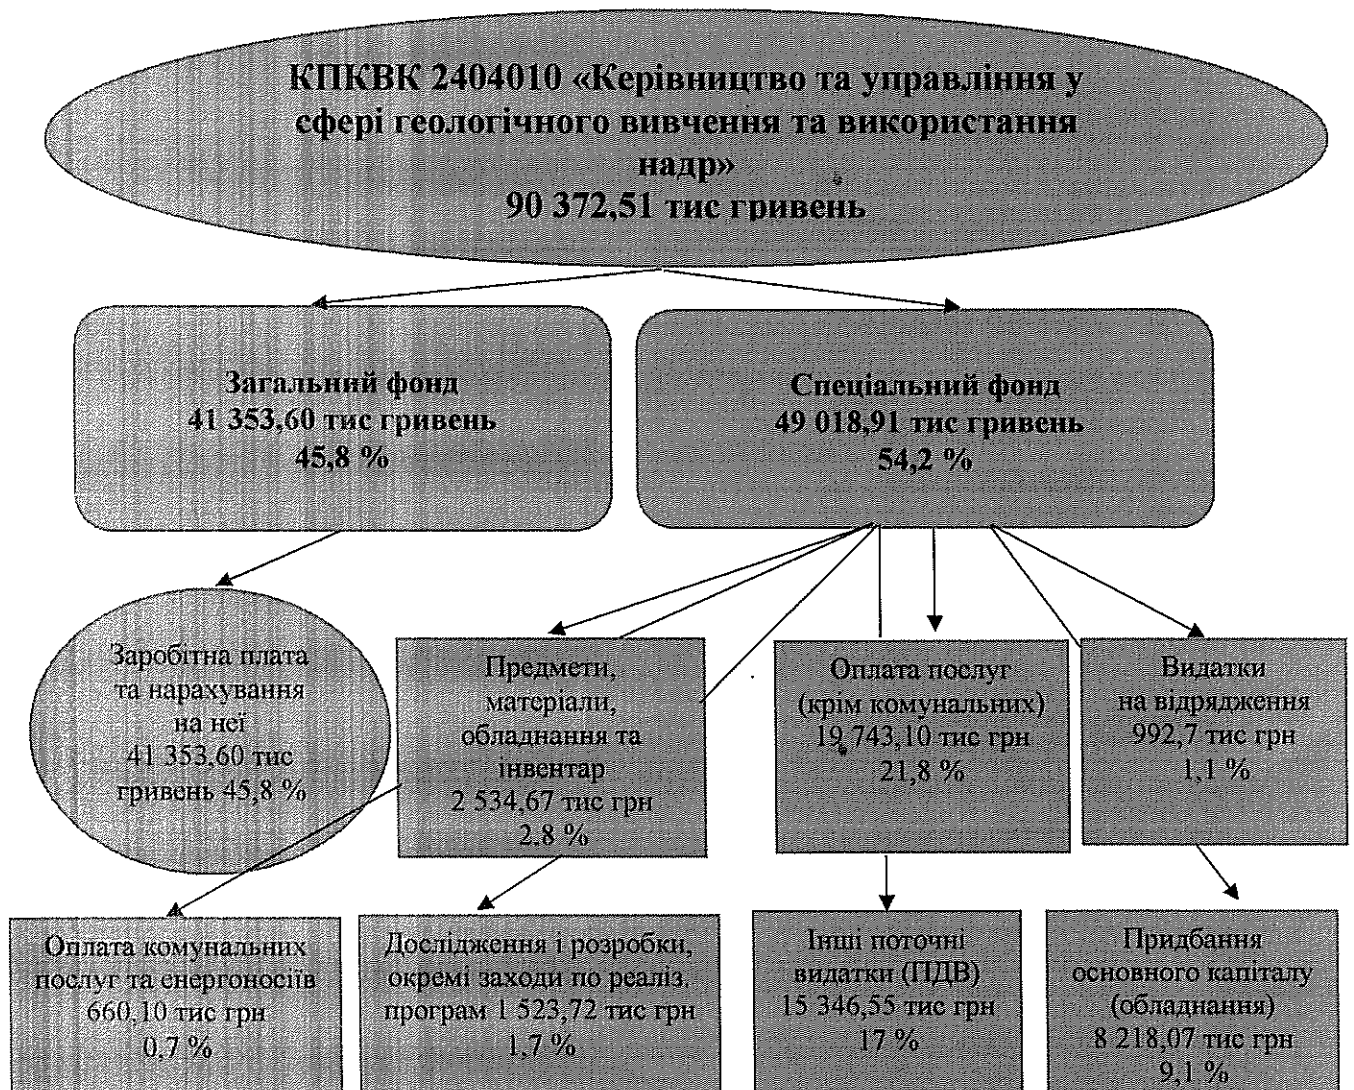 КПКВК 2404010 «Керівництво та управління у
сфері геологічного вивчення та використання
надр»
90 372,51 тис гривень
Загальний фонд
41 353,60 тис гривень
45,8 %
Спеціальний фонд
49 018,91 тис гривень
54,2 %
Заробітна плата
та нарахування
на неї
41 353,60 тис
гривень 45,8 %
Предмети,
матеріали,
обладнання та
інвентар
2 534,67 тис грн
2.8 %
Оплата послуг
(крім комунальних)
19 743,10 тис грн
21,8 %
Видатки
на відрядження
992,7 тис грн
1,1 %
Оплата комунальних
послуг та енергоносіїв
660,10 тис грн
0,7 %
Дослідження і розробки,
окремі заходи по реаліз.
програм 1 523,72 тис грн
1,7 %
Інші поточні
видатки (ПДВ)
15 346,55 тис грн
17 %
Придбання
основного капіталу
(обладнання)
8 218,07 тис грн
9,1 %